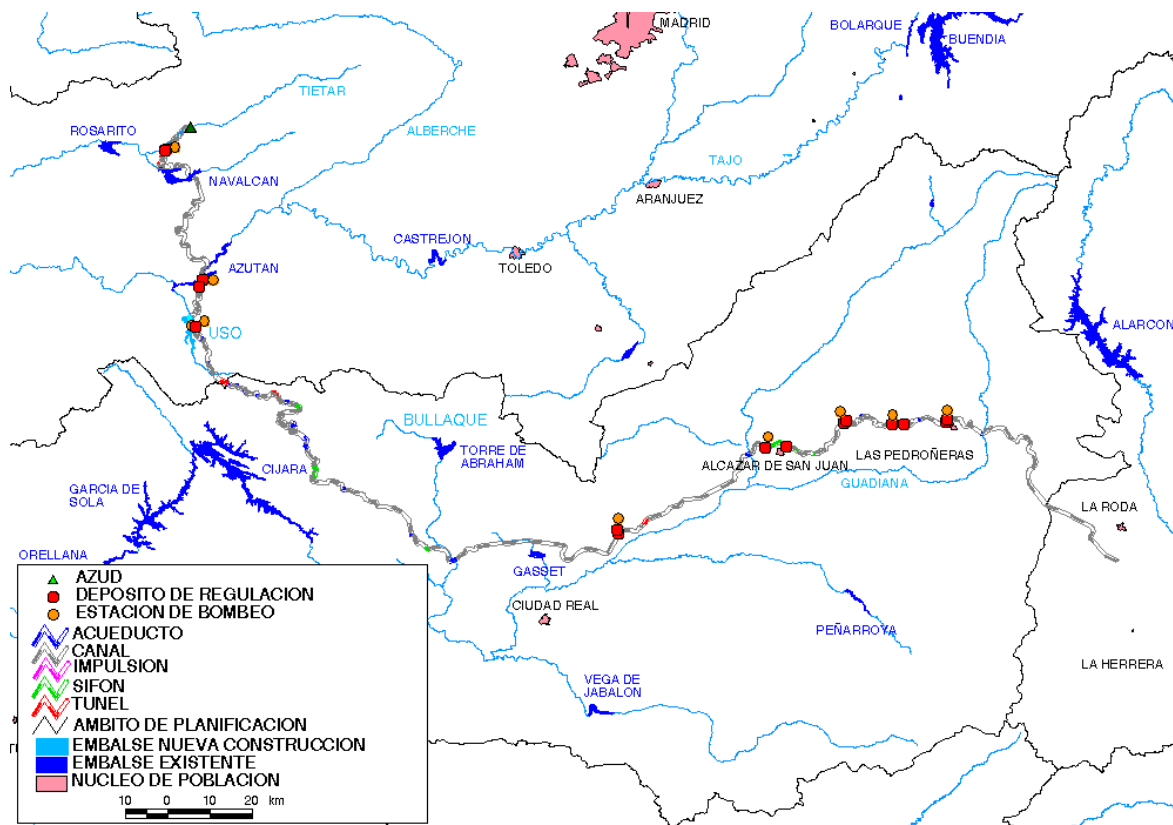 MADRID
BOLARQUE
BUENDIA
TIETAR
ROSARITO
ALBERCHE
TAJO
NAVALCAN
ARANJUEZ
CASTREJON
TOLEDO
AZUTAN
USO
ALARCON
BULLAQUE
TORRE DE
ABRAHAM
CIJARA
ALCAZAR DE SAN JUAN
LAS PEDROÑERAS
GUADIANA
GARCIA DE
SOLA
LA RODA
ORELLANA
GASSET
CIUDAD REAL
PEÑARROYA
LA HERRERA
VEGA DE
JABALON
AZUD
DEPOSITO DE REGULACION
ESTACION DE BOMBEO
ACUEDUCTO
CANAL
IMPULSION
SIFON
TUNEL
AMBITO DE PLANIFICACION
EMBALSE NUEVA CONSTRUCCION
EMBALSE EXISTENTE
NUCLEO DE POBLACION
10 0 10 20 km